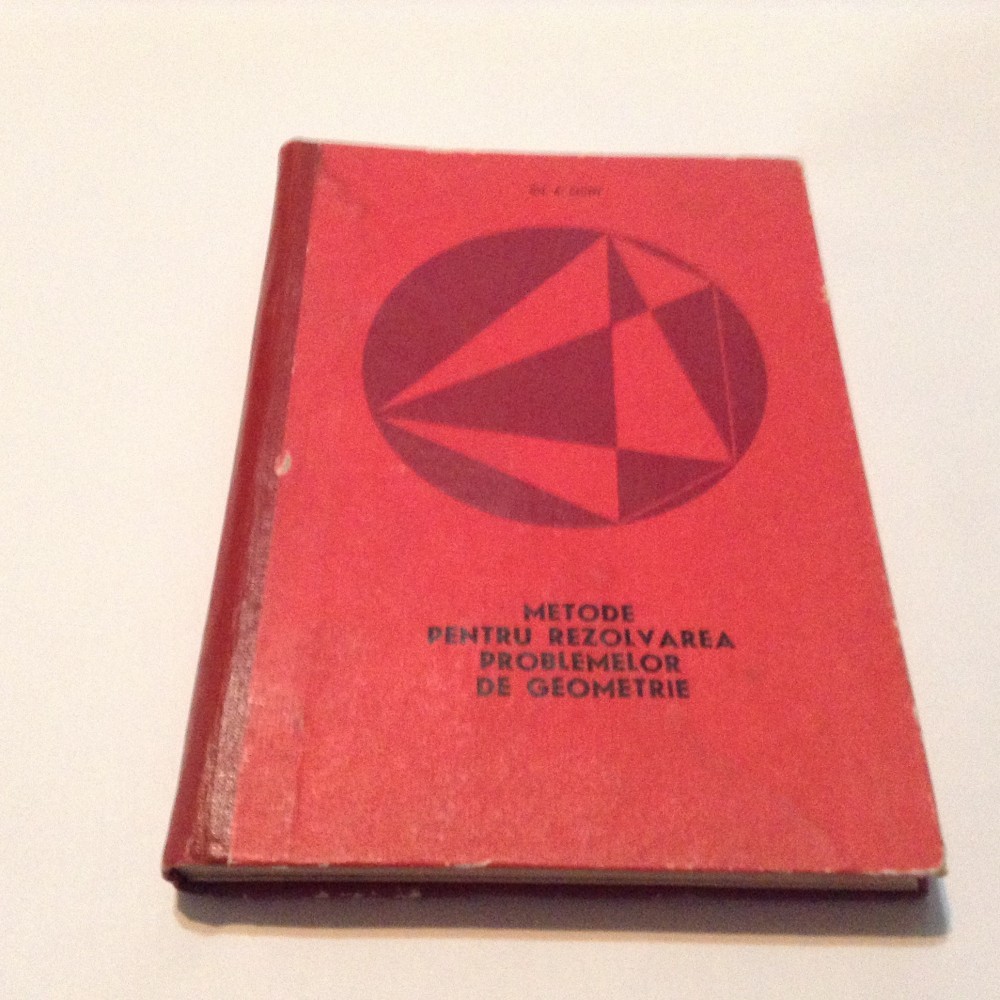 METODE
PENTRU REZOLVAREA
PROBLEMELOR
DE GEOMETRIE